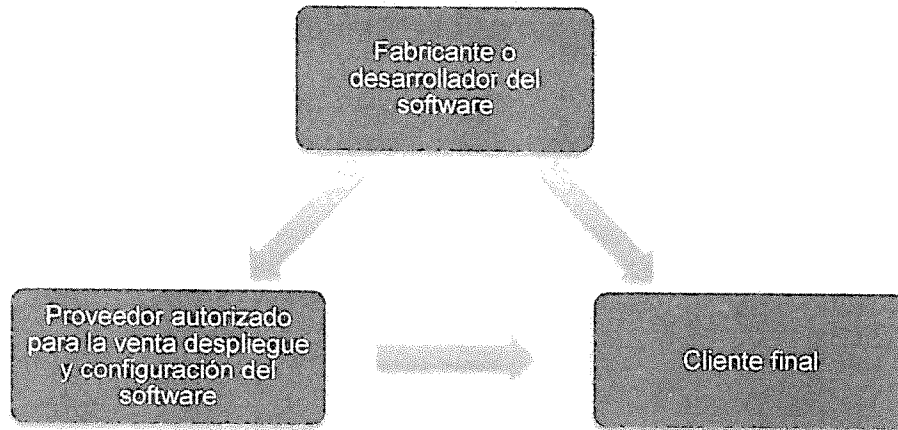 Fabricante o
desarrollador del
software
Proveedor autorizado
para la venta despliegue
y configuración del
software
Cliente final